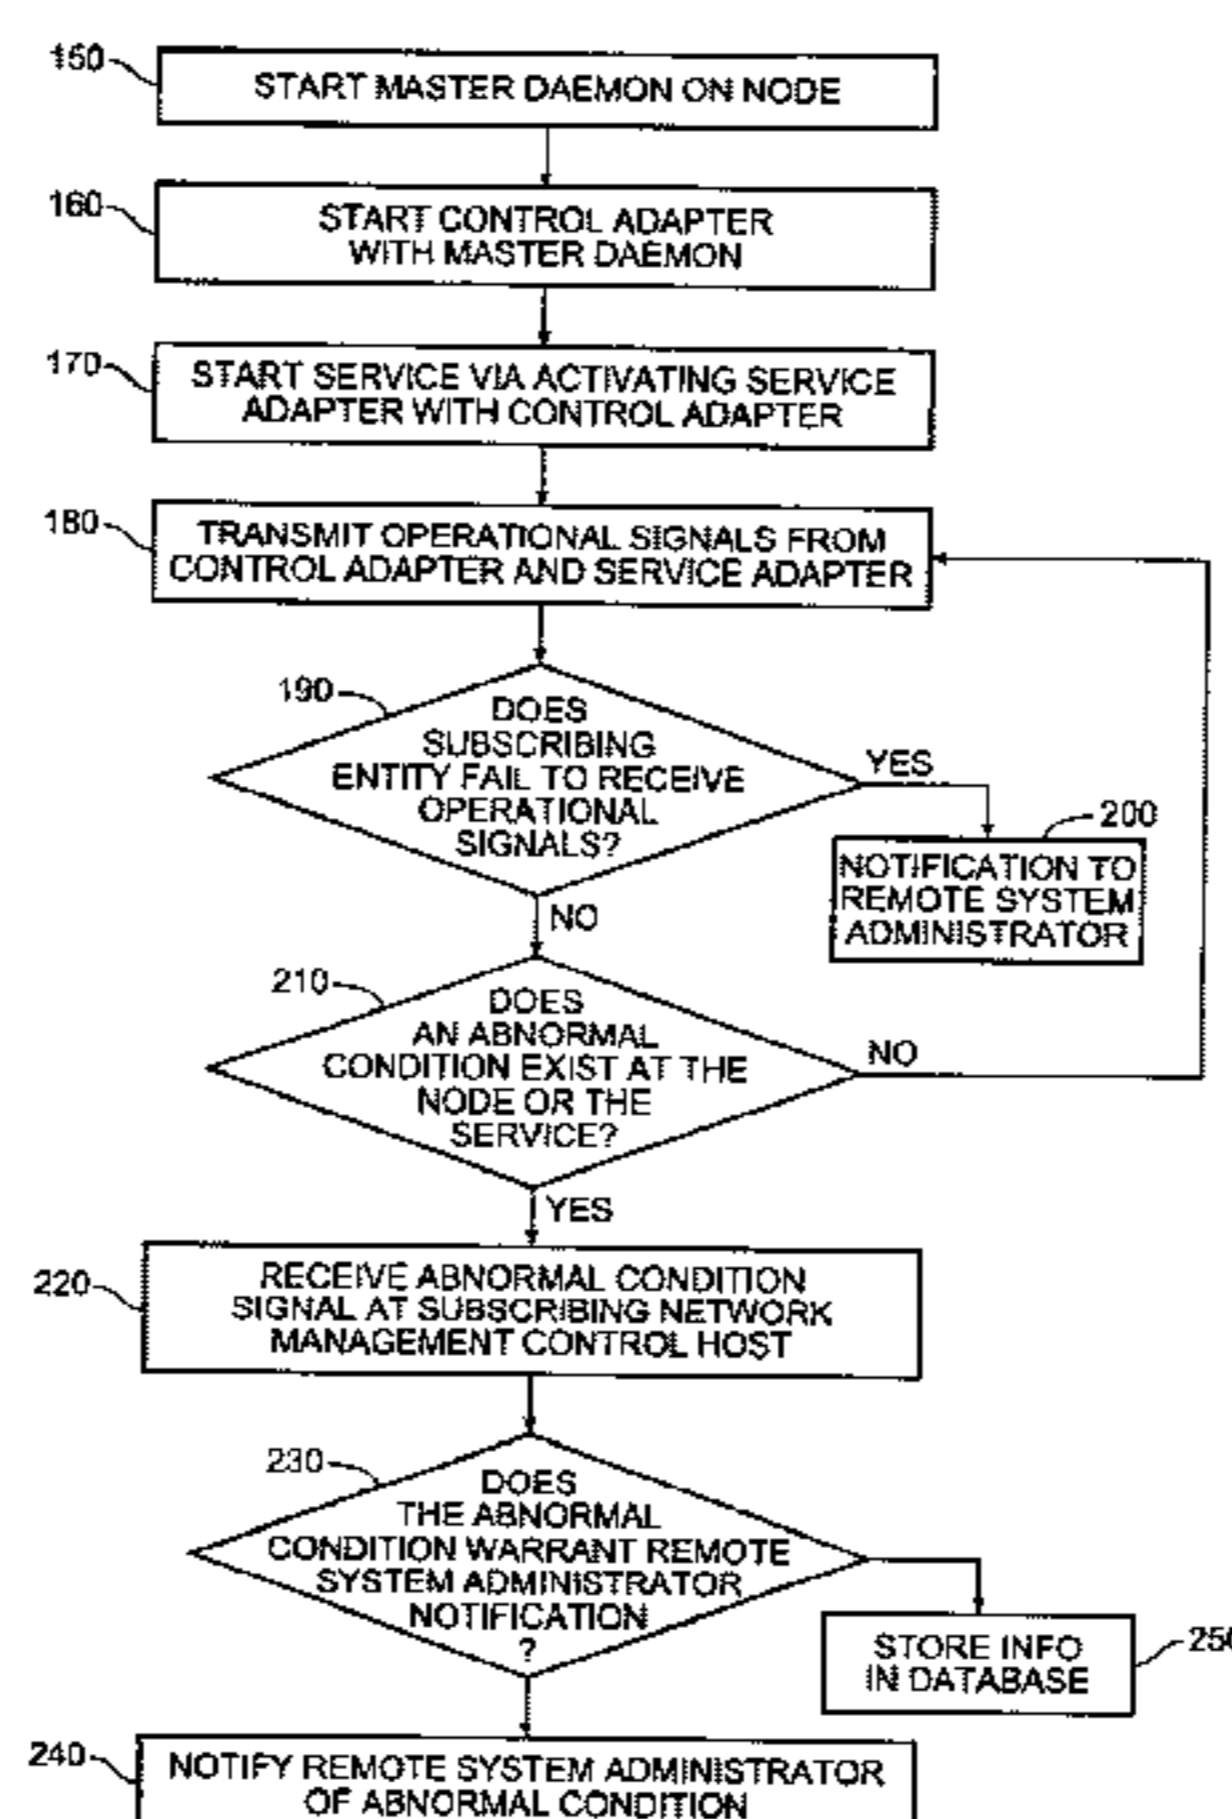 150
START MASTER DAEMON ON NODE
160
START CONTROL ADAPTER
WITH MASTER DAEMON
170
START SERVICE VIA ACTIVATING SERVICE
ADAPTER WITH CONTROL ADAPTER
180
TRANSMIT OPERATIONAL SIGNALS FROM
CONTROL ADAPTER AND SERVICE ADAPTER
190
DOES
SUBSCRIBING
ENTITY FAIL TO RECEIVE
OPERATIONAL
SIGNALS?
YES
200
NOTIFICATION TO
REMOTE SYSTEM
ADMINISTRATOR
NO
210
DOES
AN ABNORMAL
CONDITION EXIST AT THE
NODE OR THE
SERVICE?
NO
YES
220
RECEIVE ABNORMAL CONDITION
SIGNAL AT SUBSCRIBING NETWORK
MANAGEMENT CONTROL HOST
230
DOES
THE ABNORMAL
CONDITION WARRANT REMOTE
SYSTEM ADMINISTRATOR
NOTIFICATION
?
STORE INFO
IN DATABASE
250
240
NOTIFY REMOTE SYSTEM ADMINISTRATOR
OF ABNORMAL CONDITION